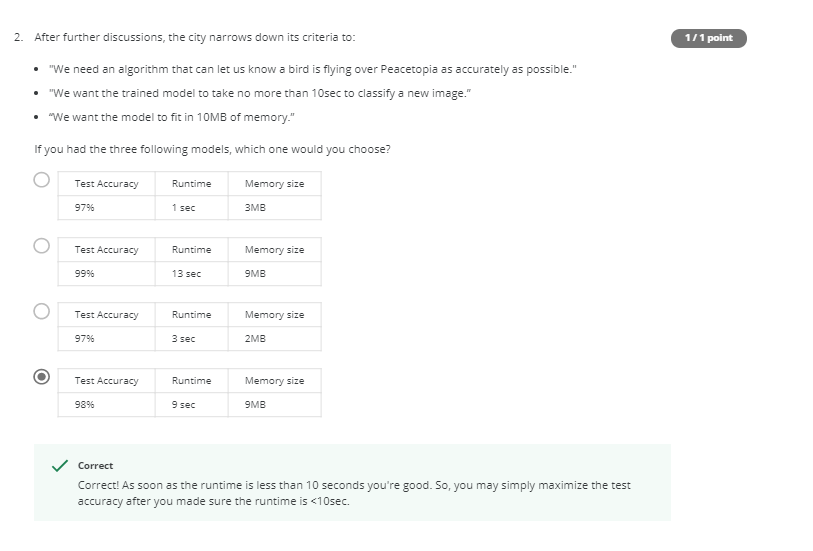 2. After further discussions, the city narrows down its criteria to:
1 / 1 point
• "We need an algorithm that can let us know a bird is flying over Peacetopia as accurately as possible."
• "We want the trained model to take no more than 10sec to classify a new image."
• "We want the model to fit in 10MB of memory."
If you had the three following models, which one would you choose?
Test Accuracy Runtime Memory size
97% 1 sec 3MB
Test Accuracy Runtime Memory size
99% 13 sec 9MB
Test Accuracy Runtime Memory size
97% 3 sec 2MB
Test Accuracy Runtime Memory size
98% 9 sec 9MB
Correct
Correct! As soon as the runtime is less than 10 seconds you're good. So, you may simply maximize the test
accuracy after you made sure the runtime is <10sec.